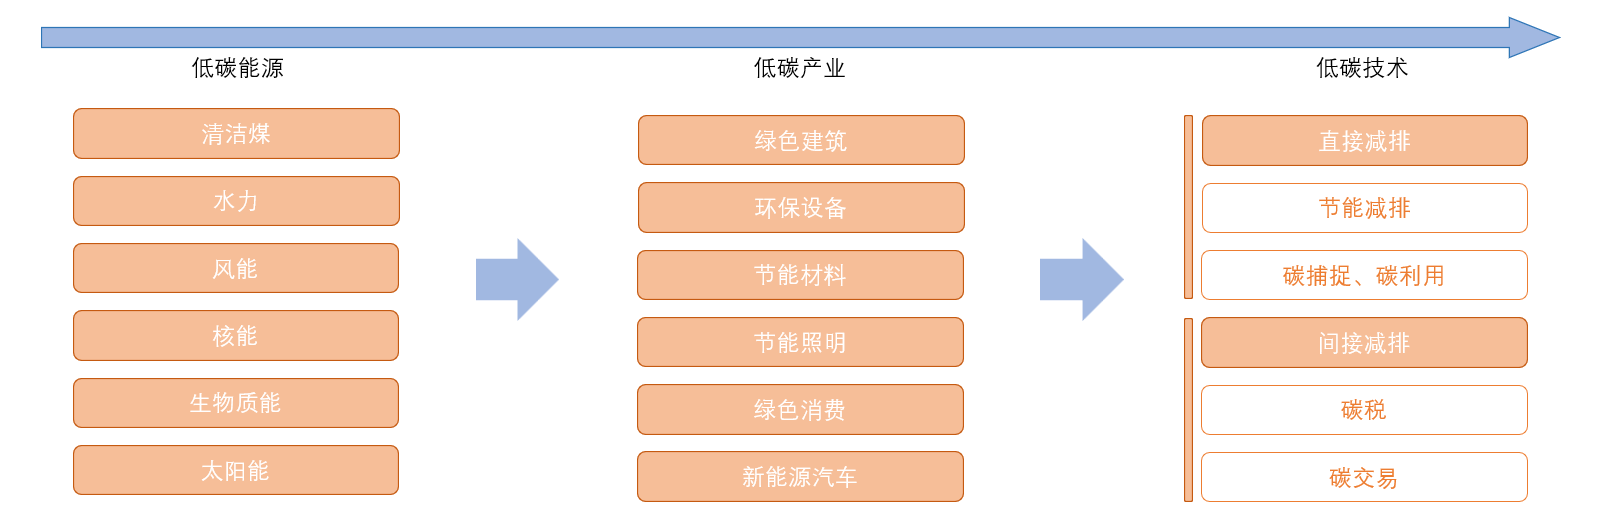 低碳能源
低碳产业
低碳技术
清洁煤
水力
风能
核能
生物质能
太阳能
绿色建筑
环保设备
节能材料
节能照明
绿色消费
新能源汽车
直接减排
节能减排
碳捕捉、碳利用
间接减排
碳税
碳交易